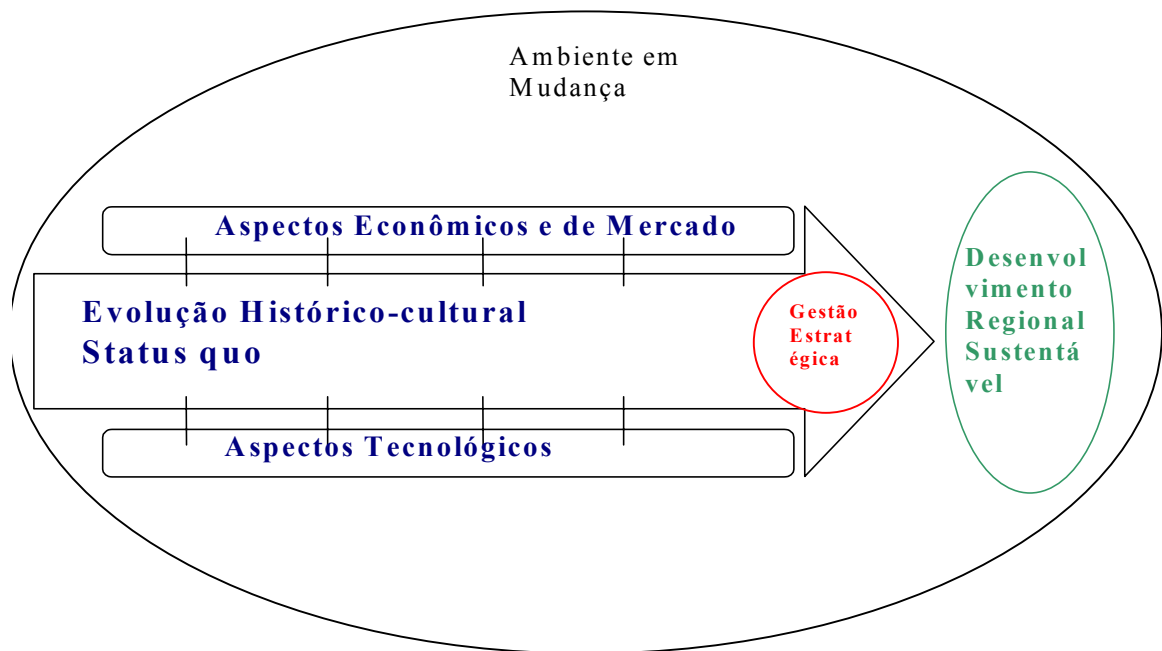 Ambiente em
Mudança
Aspectos Econômicos e de Mercado
Evolução Histórico-cultural
Status quo
Gestão
Estrat
égica
Desenvol
vimento
Regional
Sustentá
vel
Aspectos Tecnológicos